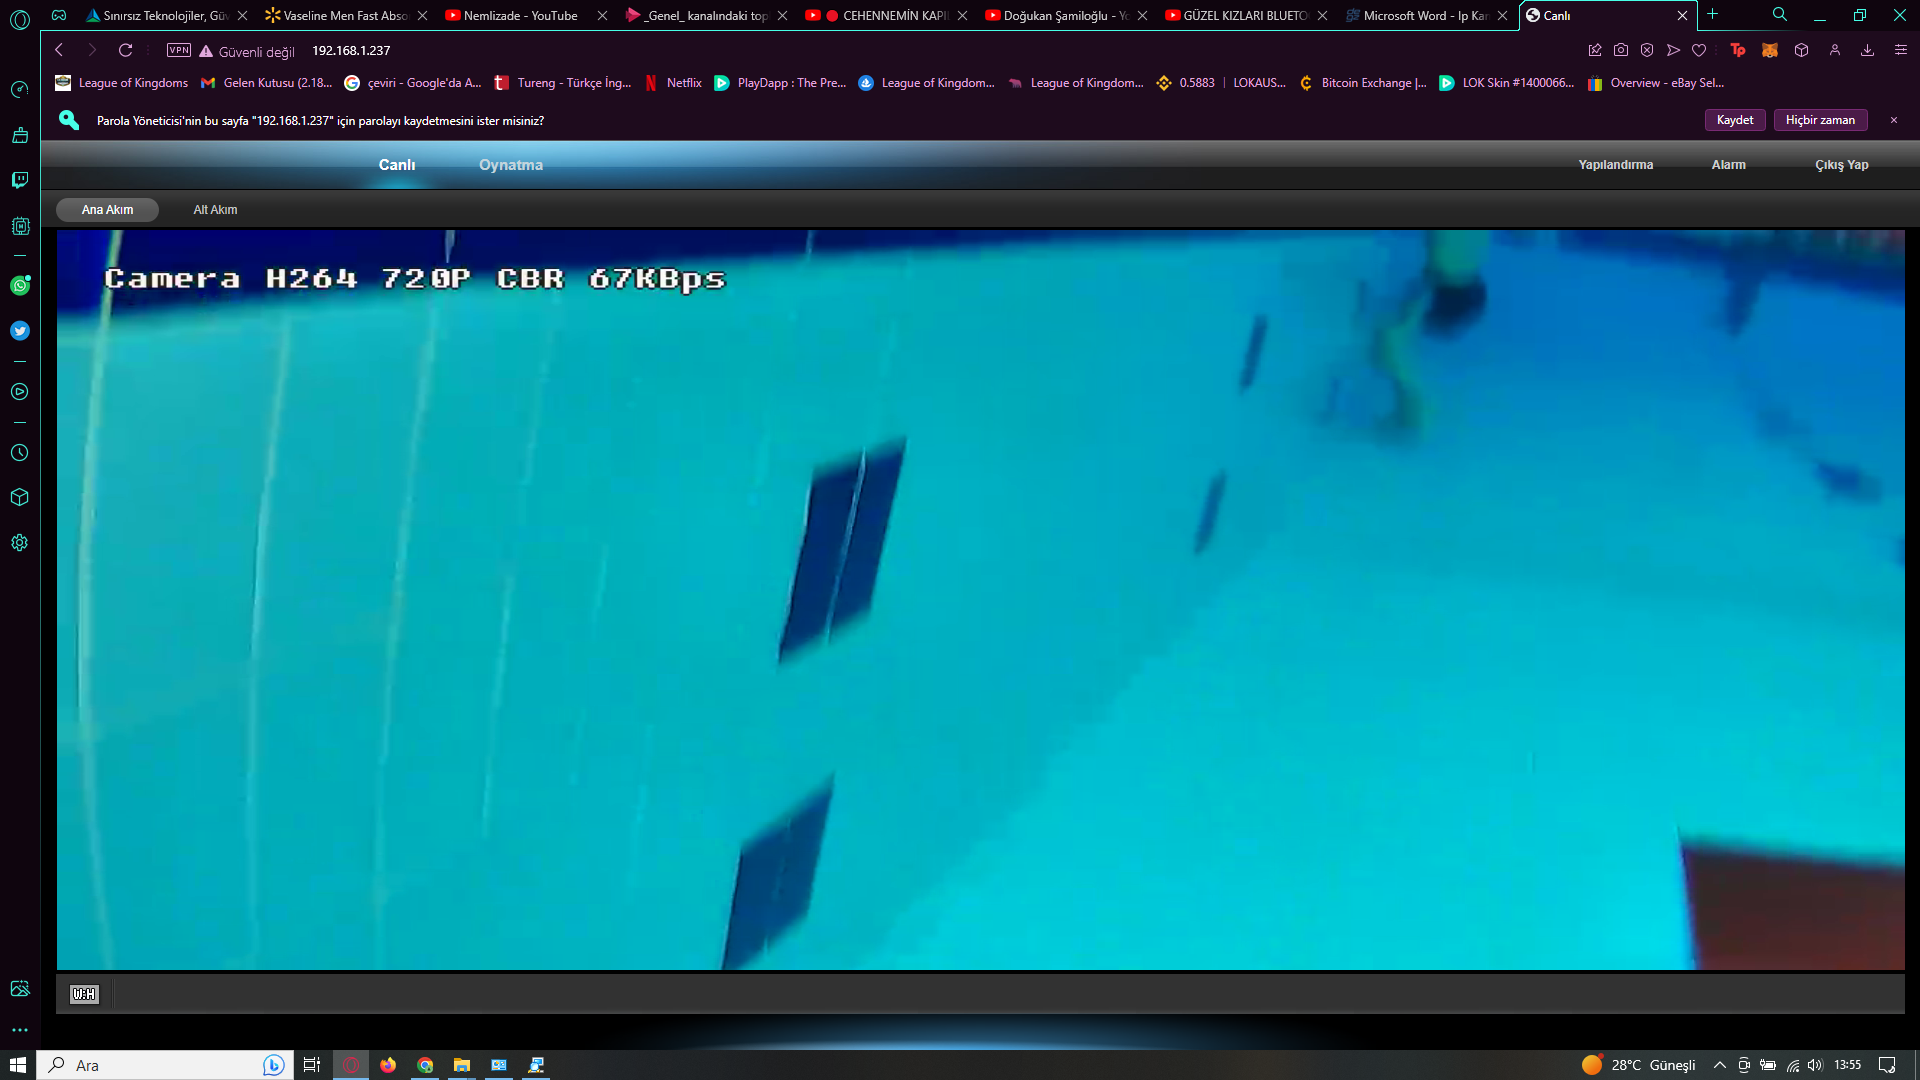 Sınırsız Teknolojiler, Güv
Vaseline Men Fast Abso
Nemlizade - YouTube
_Genel_ kanalındaki top
CEHENNEMİN KAPI
Doğukan Şamiloğlu - Yo
GÜZEL KIZLARI BLUETO
Microsoft Word - Ip Kar
Canlı
VPN
Güvenli değil
192.168.1.237
League of Kingdoms
Gelen Kutusu (2.18...
çeviri - Google'da A...
Tureng - Türkçe İng...
Netflix
PlayDapp : The Pre...
League of Kingdom...
League of Kingdom...
0.5883 | LOKAUS...
Bitcoin Exchange |...
LOK Skin #1400066...
Overview - eBay Sel...
Parola Yöneticisi'nin bu sayfa "192.168.1.237" için parolayı kaydetmesini ister misiniz?
Kaydet
Hiçbir zaman
Canlı
Oynatma
Yapılandırma
Alarm
Çıkış Yap
Ana Akım
Alt Akım
Camera H264 720P CBR 67KBps
W:H
Ara
28°C Güneşli
13:55